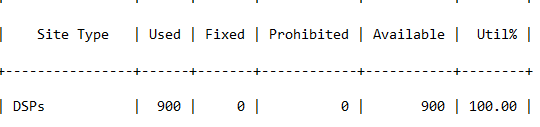 | Site Type | Used | Fixed | Prohibited | Available | Util% |
+----------------+------+-------+------------+-----------+--------+
| DSPs | 900 | 0 | 0 | 900 | 100.00 |